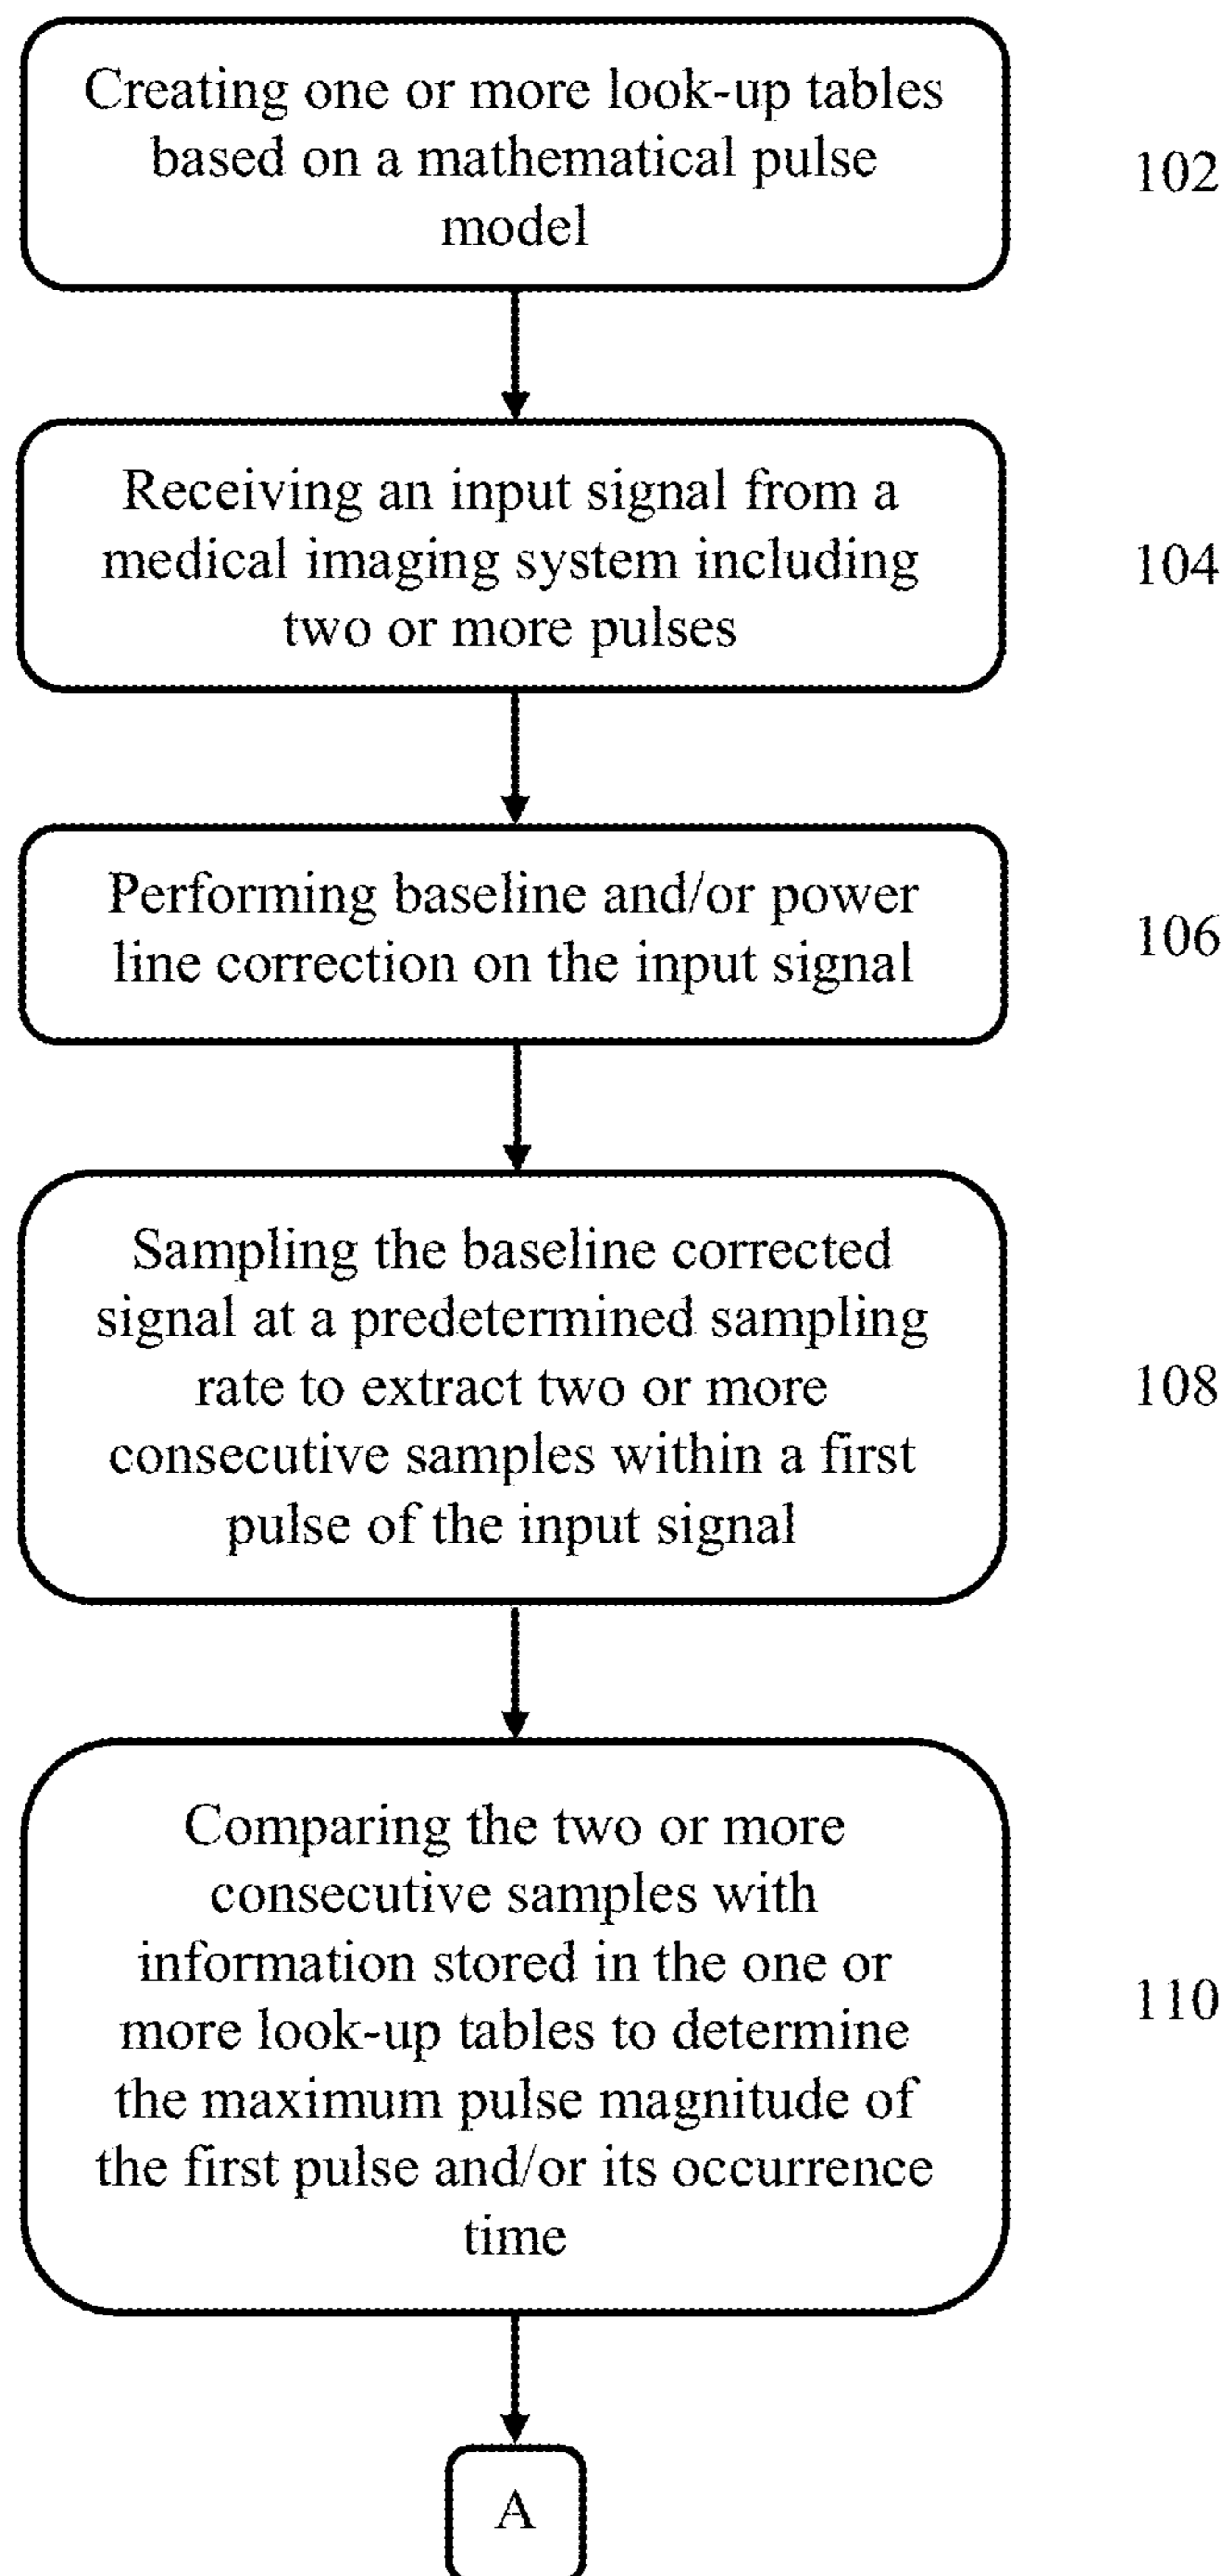 Creating one or more look-up tables
based on a mathematical pulse
model
102
Receiving an input signal from a
medical imaging system including
two or more pulses
104
Performing baseline and/or power
line correction on the input signal
106
Sampling the baseline corrected
signal at a predetermined sampling
rate to extract two or more
consecutive samples within a first
pulse of the input signal
108
Comparing the two or more
consecutive samples with
information stored in the one or
more look-up tables to determine
the maximum pulse magnitude of
the first pulse and/or its occurrence
time
110
A